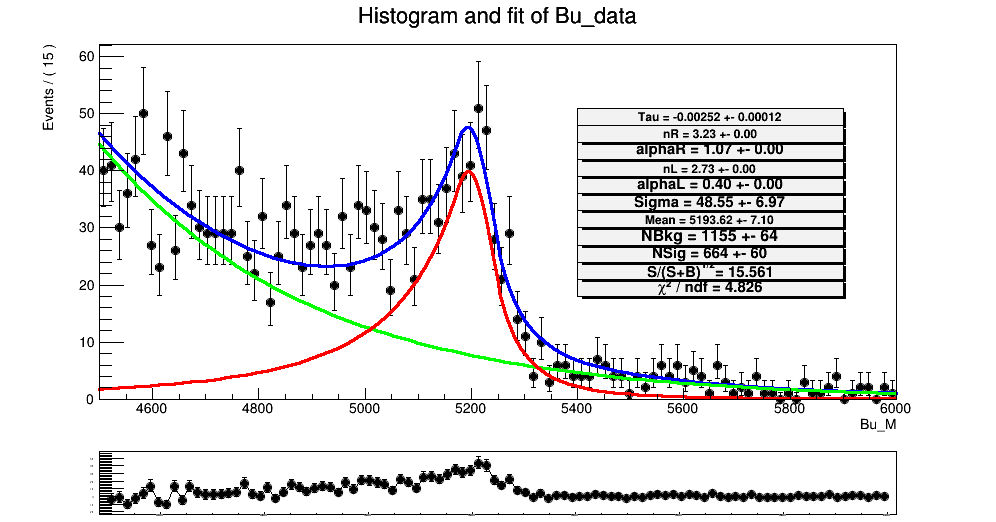 Histogram and fit of Bu_data
Events / ( 15 )
60
50
40
30
20
10
0
4600 4800 5000 5200 5400 5600 5800 6000
Bu_M
Tau = -0.00252 +- 0.00012
nR = 3.23 +- 0.00
alphaR = 1.07 +- 0.00
nL = 2.73 +- 0.00
alphaL = 0.40 +- 0.00
Sigma = 48.55 +- 6.97
Mean = 5193.62 +- 7.10
NBkg = 1155 +- 64
NSig = 664 +- 60
S/(S+B)^1/2 = 15.561
χ² / ndf = 4.826